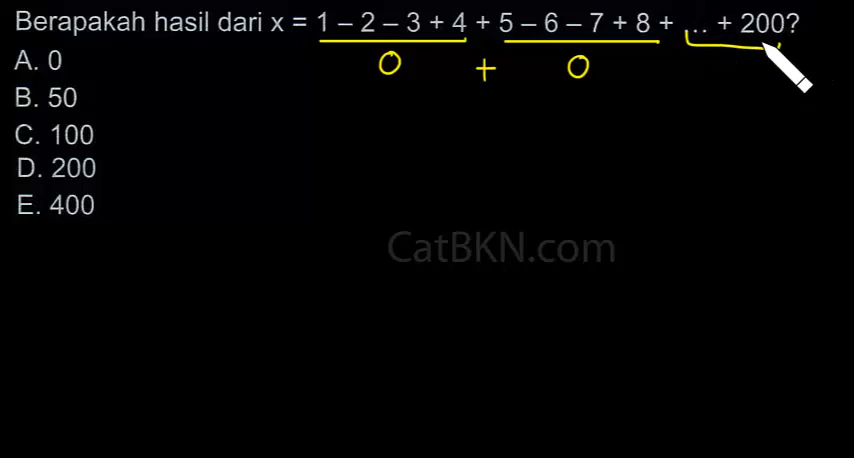 Berapakah hasil dari x = 1 – 2 – 3 + 4 + 5 – 6 – 7 + 8 + ... + 200?
0 + 0
A. 0
B. 50
C. 100
D. 200
E. 400
CatBKN.com